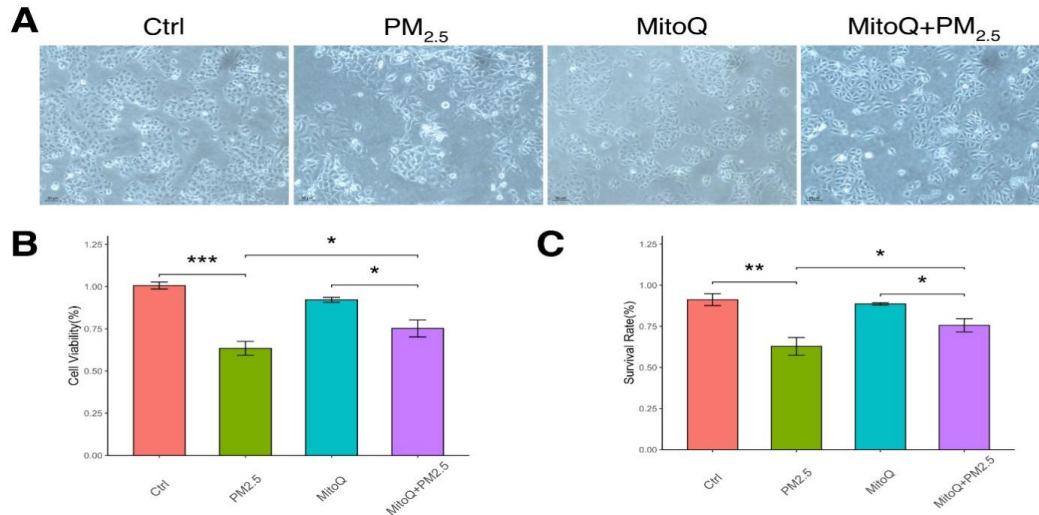 A
Ctrl
PM2.5
MitoQ
MitoQ+PM2.5
B
Cell Viability(%)
1.25
1.00
0.75
0.50
0.25
0.00
***
*
*
Ctrl
PM2.5
MitoQ
MitoQ+PM2.5
C
Survival Rate(%)
1.25
1.00
0.75
0.50
0.25
0.00
**
*
*
Ctrl
PM2.5
MitoQ
MitoQ+PM2.5